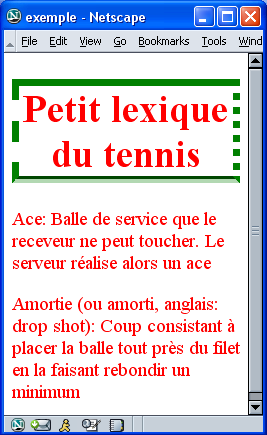 exemple - Netscape
File Edit View Go Bookmarks Tools Wind
Petit lexique
du tennis
Ace: Balle de service que le
receveur ne peut toucher. Le
serveur réalise alors un ace
Amortie (ou amorti, anglais:
drop shot): Coup consistant à
placer la balle tout près du filet
en la faisant rebondir un
minimum